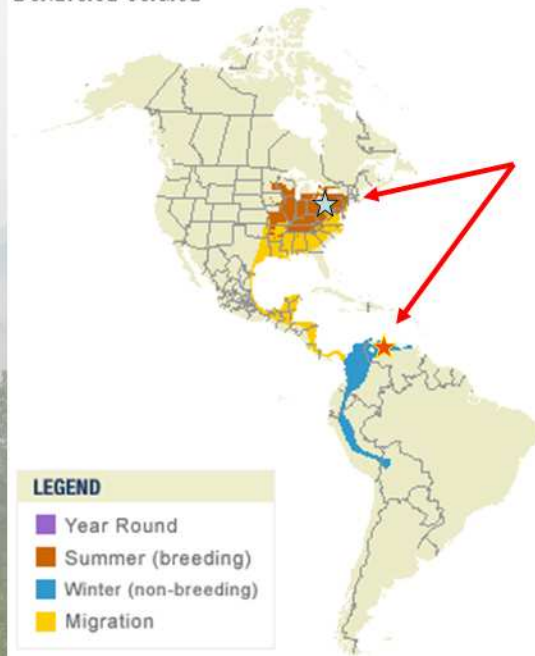 LEGEND
Year Round
Summer (breeding)
Winter (non-breeding)
Migration